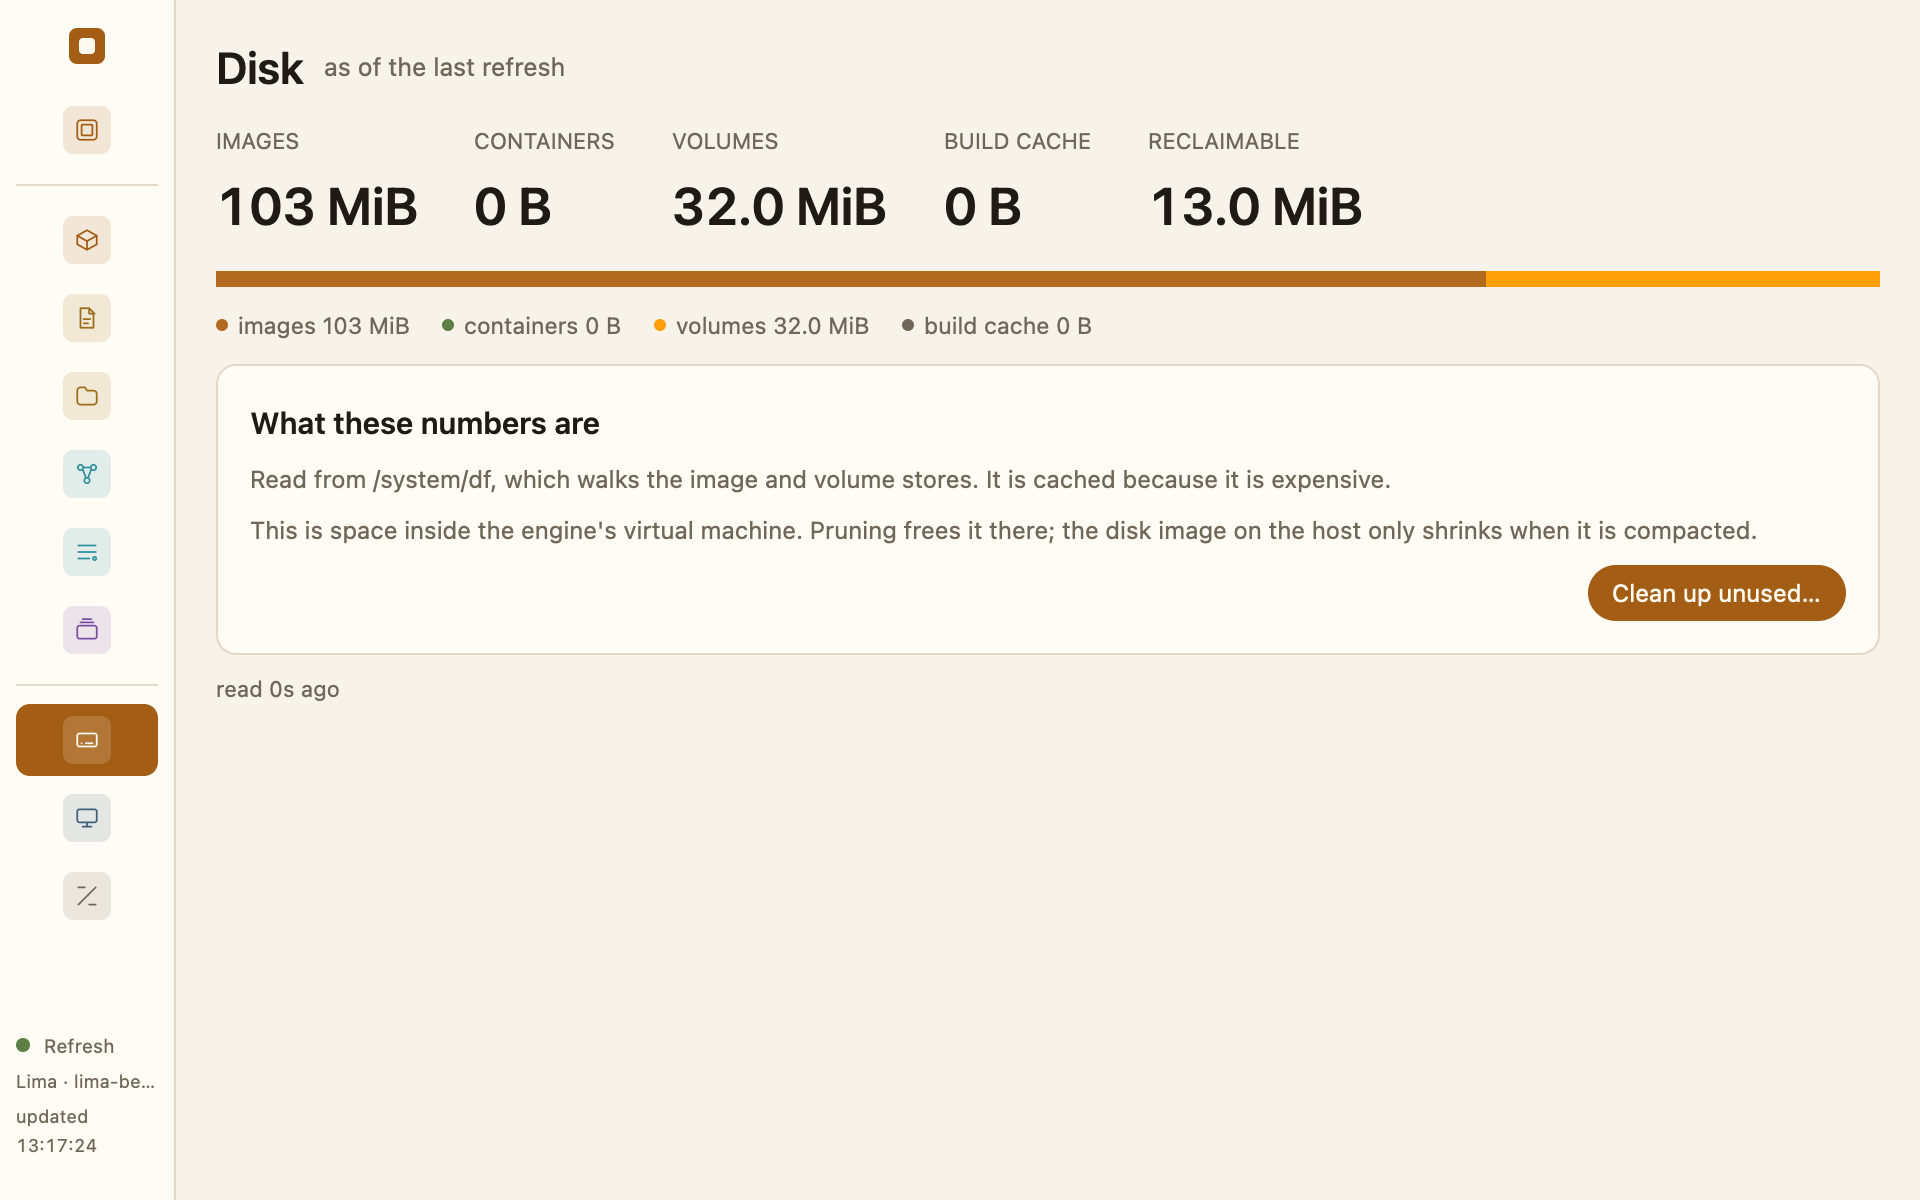 Disk as of the last refresh
IMAGES CONTAINERS VOLUMES BUILD CACHE RECLAIMABLE
103 MiB 0 B 32.0 MiB 0 B 13.0 MiB
images 103 MiB containers 0 B volumes 32.0 MiB build cache 0 B
What these numbers are
Read from /system/df, which walks the image and volume stores. It is cached because it is expensive.
This is space inside the engine's virtual machine. Pruning frees it there; the disk image on the host only shrinks when it is compacted.
Clean up unused...
read 0s ago
Refresh
Lima · lima-be...
updated
13:17:24